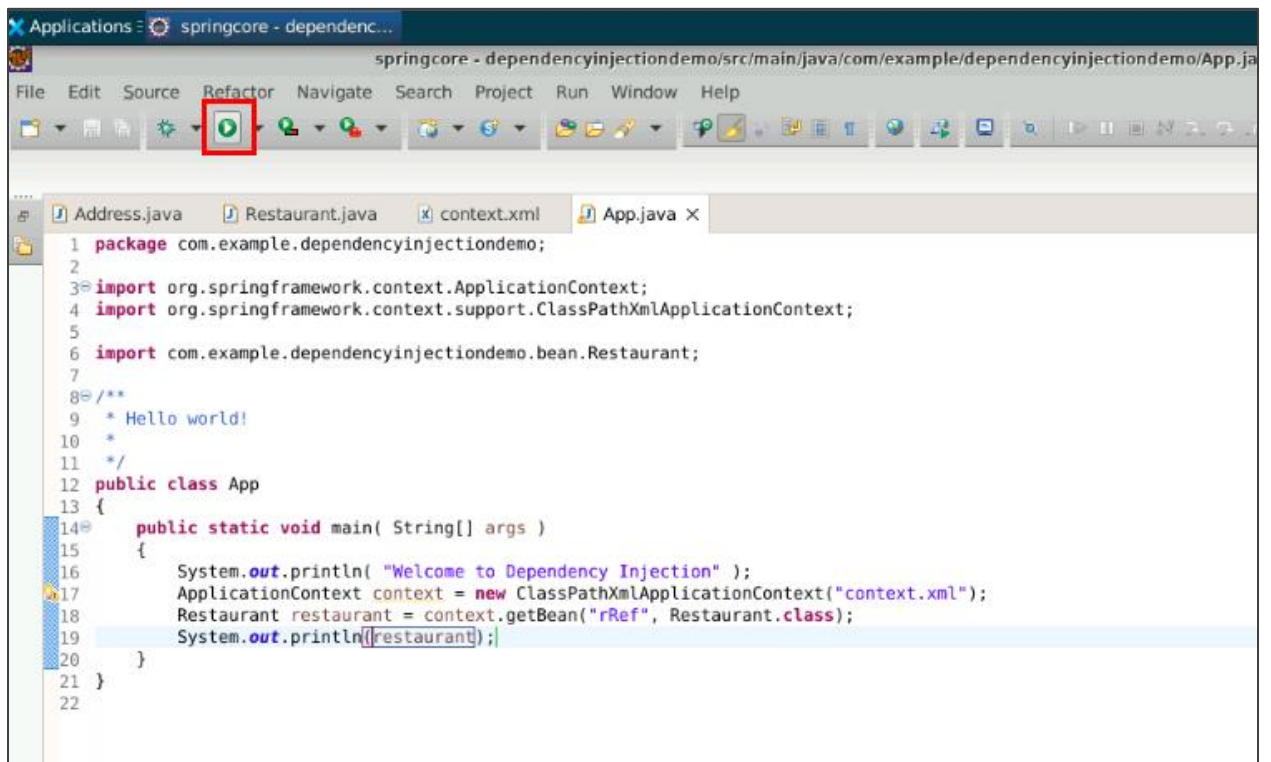 Applications springcore - dependenc...
springcore - dependencyinjectiondemo/src/main/java/com/example/dependencyinjectiondemo/App.ja
File Edit Source Refactor Navigate Search Project Run Window Help
Address.java Restaurant.java context.xml App.java
1 package com.example.dependencyinjectiondemo;
2
3 import org.springframework.context.ApplicationContext;
4 import org.springframework.context.support.ClassPathXmlApplicationContext;
5
6 import com.example.dependencyinjectiondemo.bean.Restaurant;
7
8 /**
9 * Hello world!
10 *
11 */
12 public class App
13 {
14 public static void main( String[] args )
15 {
16 System.out.println( "Welcome to Dependency Injection" );
17 ApplicationContext context = new ClassPathXmlApplicationContext("context.xml");
18 Restaurant restaurant = context.getBean("rRef", Restaurant.class);
19 System.out.println(restaurant);
20 }
21 }
22